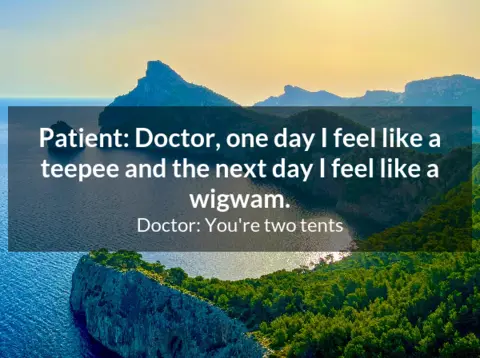 Patient: Doctor, one day I feel like a
teepee and the next day I feel like a
wigwam.
Doctor: You're two tents